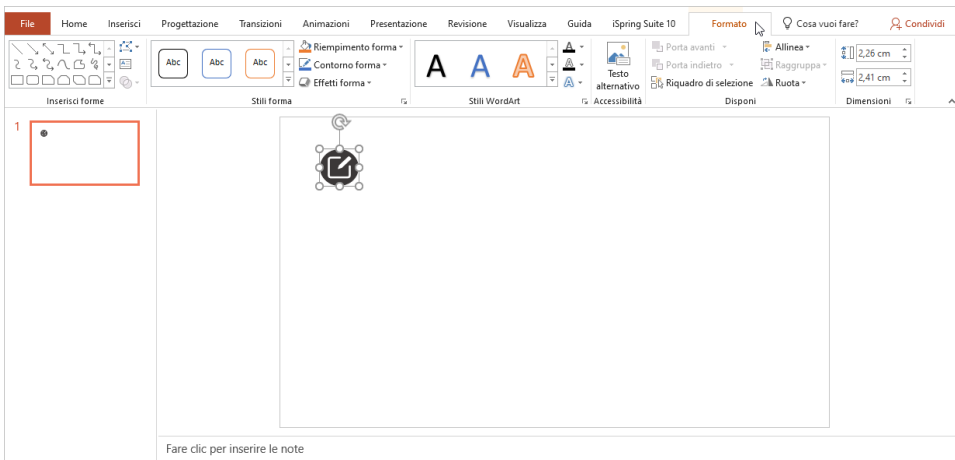 File Home Inserisci Progettazione Transizioni Animazioni Presentazione Revisione Visualizza Guida iSpring Suite 10 Formato Cosa vuoi fare? Condividi
Abc Abc Abc
Riempimento forma
Contorno forma
Effetti forma
A A A
A
A
A
Testo
alternativo
Porta avanti
Porta indietro
Riquadro di selezione
Allinea
Raggruppa
Ruota
2,26 cm
2,41 cm
Inserisci forme Stili forma Stili WordArt Accessibilità Disponi Dimensioni
1
Fare clic per inserire le note